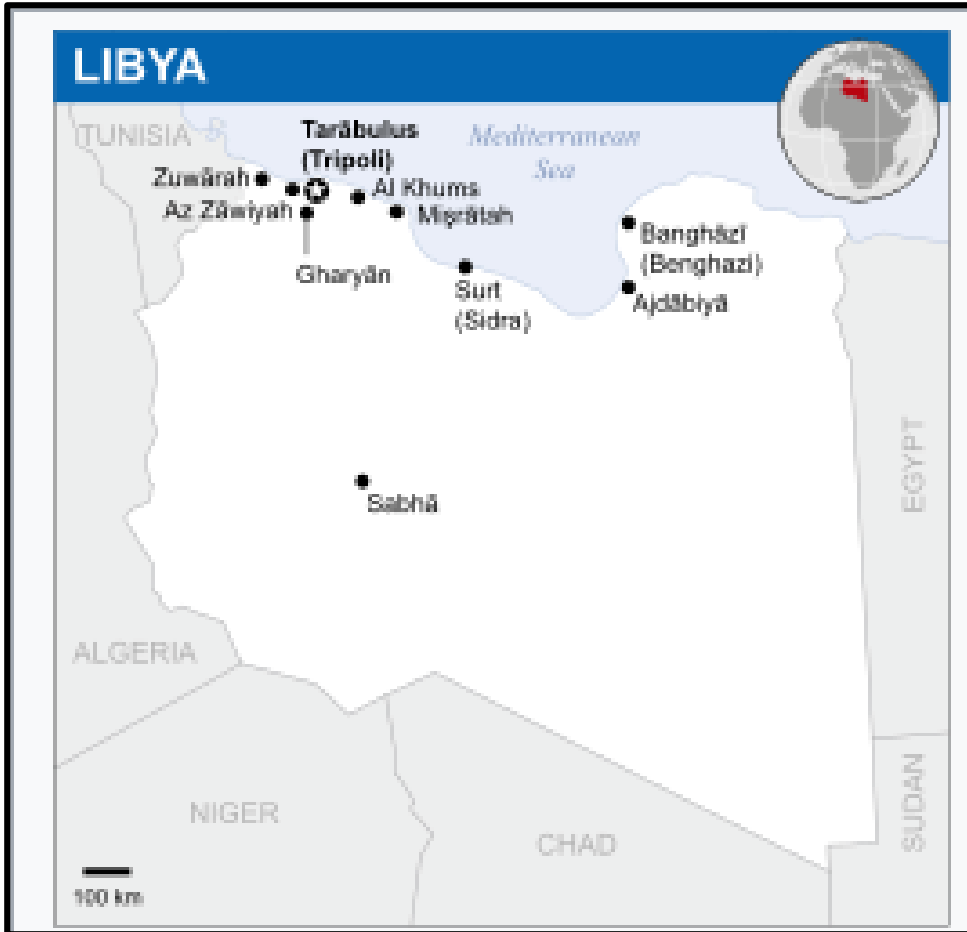 LIBYA
TUNISIA
Tarābulus
(Tripoli)
Mediterranean
Sea
Zuwārah
Al Khums
Az Zāwiyah
Mişrātah
Gharyān
Banghāzī
(Benghazi)
Surt
(Sidra)
Ajdābiyā
Sabhā
EGYPT
ALGERIA
NIGER
CHAD
SUDAN
100 km